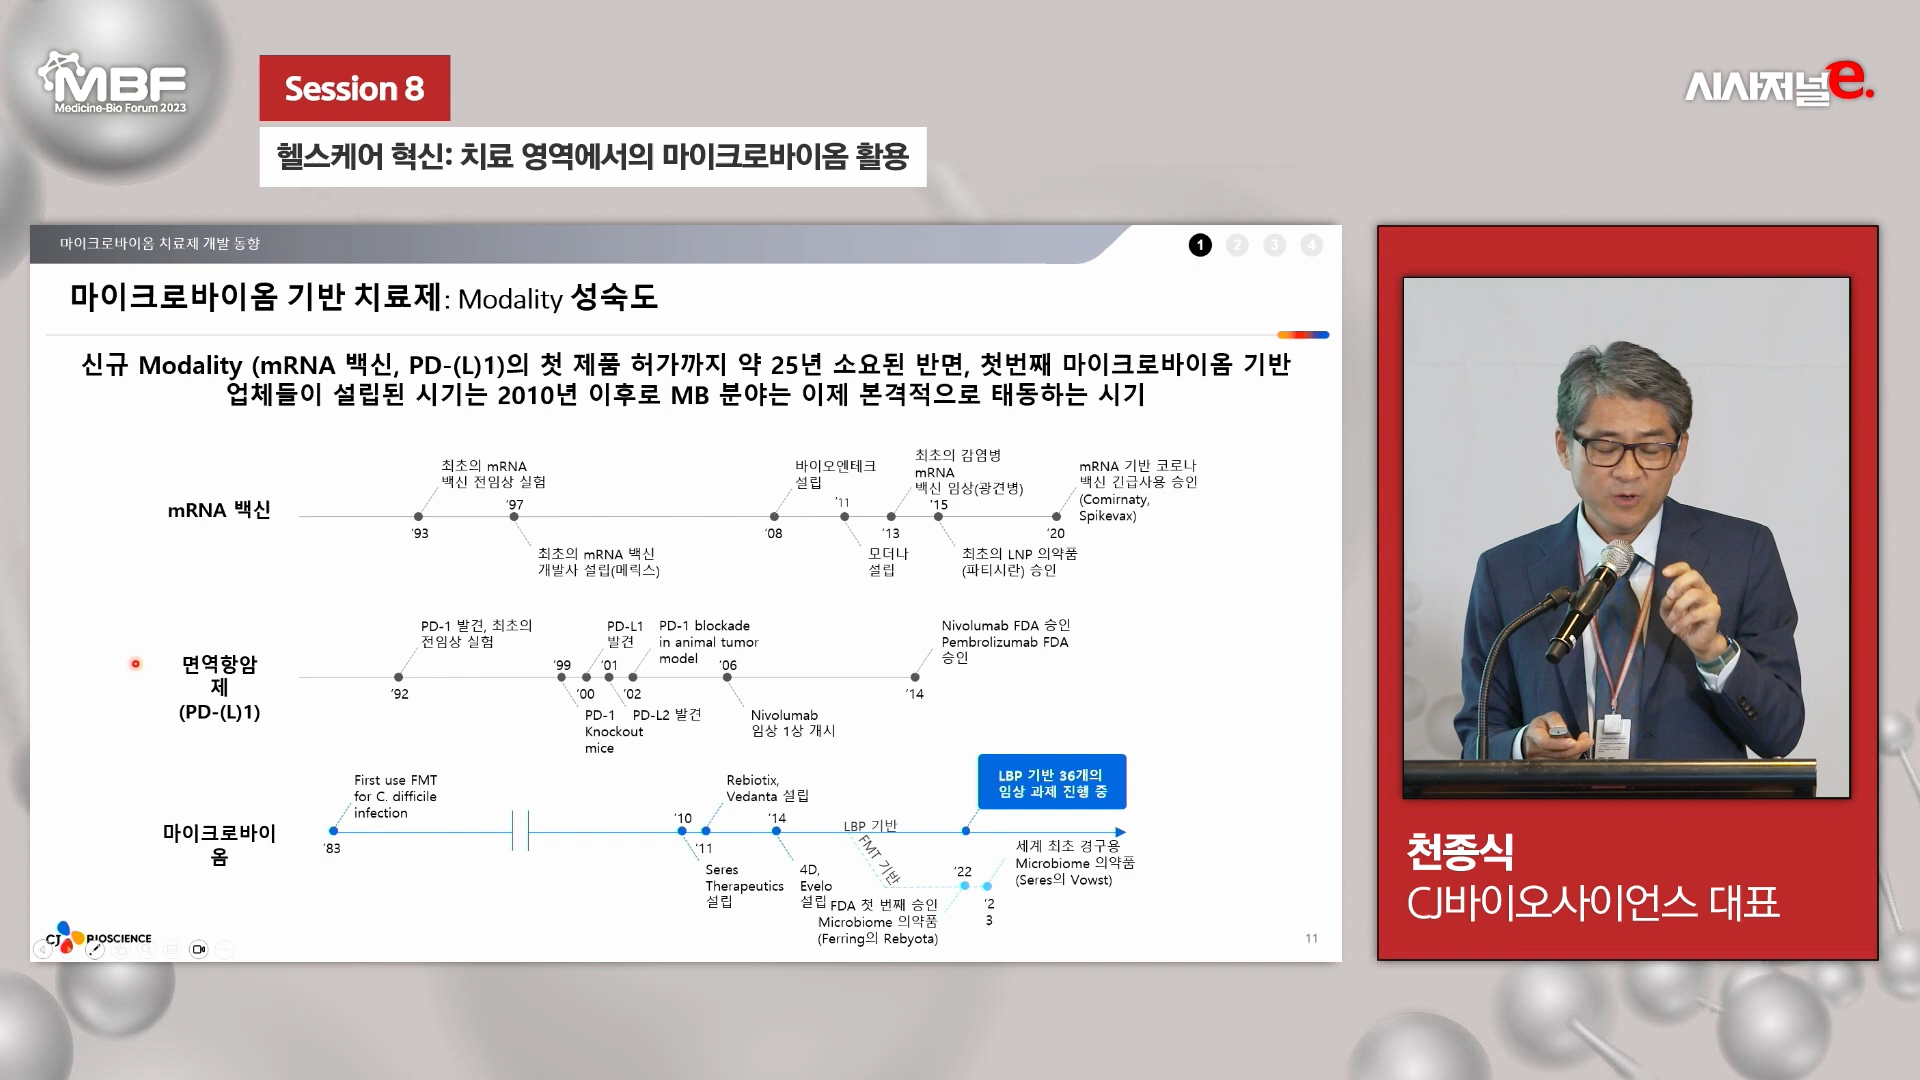 MBF
Medicine-Bio Forum 2023
Session 8
헬스케어 혁신: 치료 영역에서의 마이크로바이옴 활용
시사저널e.
마이크로바이옴 치료제 개발 동향
1 2 3 4
마이크로바이옴 기반 치료제: Modality 성숙도
신규 Modality (mRNA 백신, PD-(L)1)의 첫 제품 허가까지 약 25년 소요된 반면, 첫번째 마이크로바이옴 기반
업체들이 설립된 시기는 2010년 이후로 MB 분야는 이제 본격적으로 태동하는 시기
mRNA 백신
최초의 mRNA
백신 전임상 실험
'93
'97
최초의 mRNA 백신
개발사 설립(메릭스)
바이오엔테크
설립
'08
'11
모더나
설립
최초의 감염병
mRNA
백신 임상(광견병)
'13
'15
최초의 LNP 의약품
(파티시란) 승인
mRNA 기반 코로나
백신 긴급사용 승인
(Comirnaty,
Spikevax)
'20
면역항암
제
(PD-(L)1)
PD-1 발견, 최초의
전임상 실험
'92
'99
PD-1
Knockout
mice
PD-L1
발견
'00
'01
PD-L2 발견
PD-1 blockade
in animal tumor
model
'02
'06
Nivolumab
임상 1상 개시
Nivolumab FDA 승인
Pembrolizumab FDA
승인
'14
마이크로바이
옴
First use FMT
for C. difficile
infection
'83
'10
Seres
Therapeutics
설립
Rebiotix,
Vedanta 설립
'11
'14
4D,
Evelo
설립
LBP 기반
FMT 기반
LBP 기반 36개의
임상 과제 진행 중
'22
FDA 첫 번째 승인
Microbiome 의약품
(Ferring의 Rebyota)
'2
3
세계 최초 경구용
Microbiome 의약품
(Seres의 Vowst)
CJ BIOSCIENCE
11
천종식
CJ바이오사이언스 대표